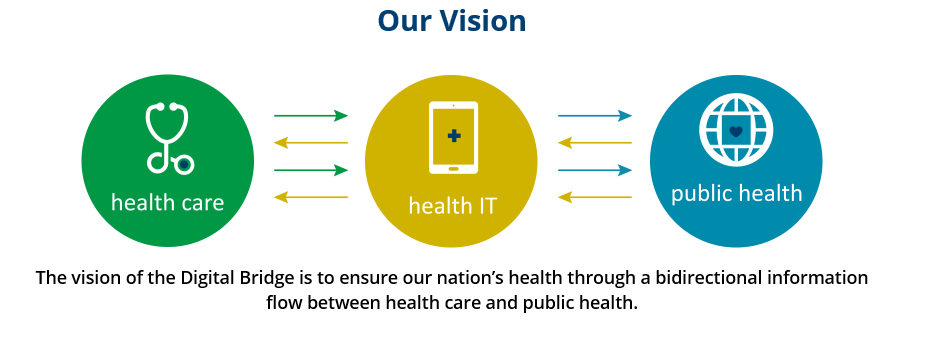 Our Vision
health care
health IT
public health
The vision of the Digital Bridge is to ensure our nation’s health through a bidirectional information
flow between health care and public health.